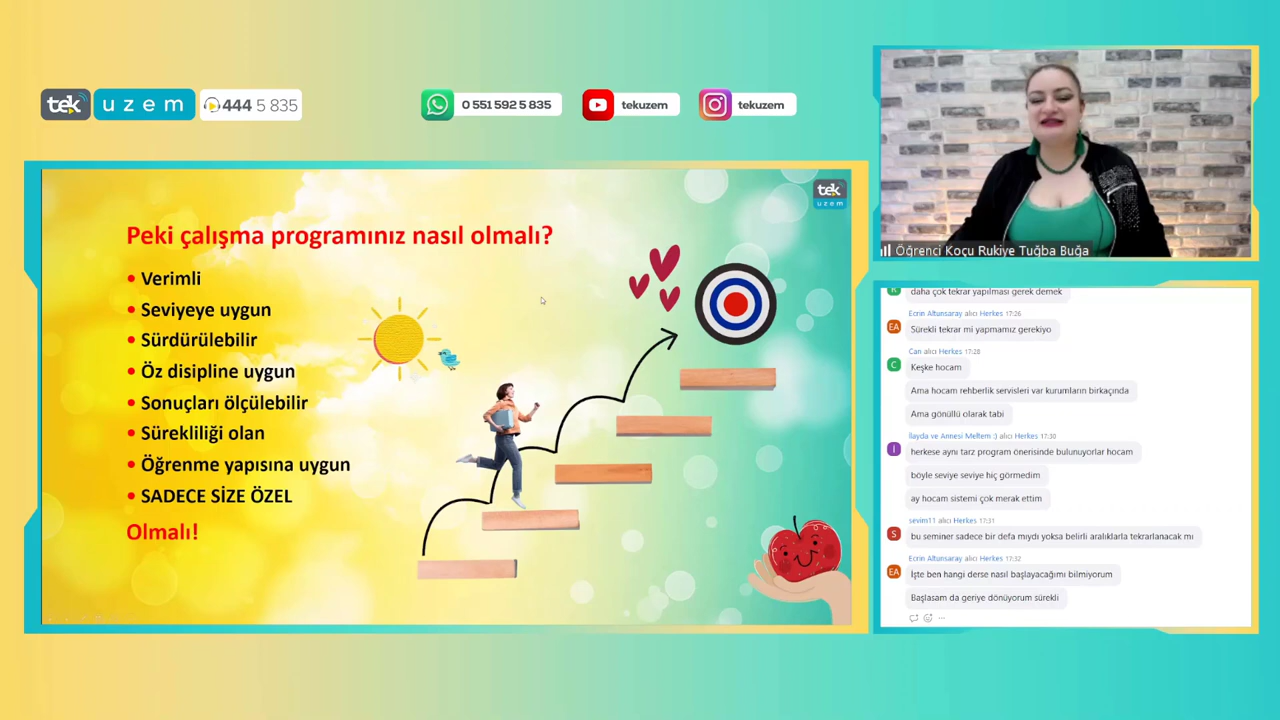 tek uzem 444 5 835
0 551 592 5 835
tekuzem
tekuzem
tek
uzem
Peki çalışma programınız nasıl olmalı?
• Verimli
• Seviyeye uygun
• Sürdürülebilir
• Öz disipline uygun
• Sonuçları ölçülebilir
• Sürekliliği olan
• Öğrenme yapısına uygun
• SADECE SİZE ÖZEL
Olmalı!
Öğrenci Koçu Rukiye Tuğba Buğa
daha çok tekrar yapılması gerek demek
Ecrin Altunsaray alıcı Herkes 17:26
EA
Sürekli tekrar mi yapmamız gerekiyo
Can alıcı Herkes 17:28
C
Keşke hocam
Ama hocam rehberlik servisleri var kurumların birkaçında
Ama gönüllü olarak tabi
İlayda ve Annesi Meltem :) alıcı Herkes 17:30
herkese aynı tarz program önerisinde bulunuyorlar hocam
böyle seviye seviye hiç görmedim
ay hocam sistemi çok merak ettim
sevim11 alıcı Herkes 17:31
S
bu seminer sadece bir defa mıydı yoksa belirli aralıklarla tekrarlanacak mı
Ecrin Altunsaray alıcı Herkes 17:32
EA
İşte ben hangi derse nasıl başlayacağımı bilmiyorum
Başlasam da geriye dönüyorum sürekli